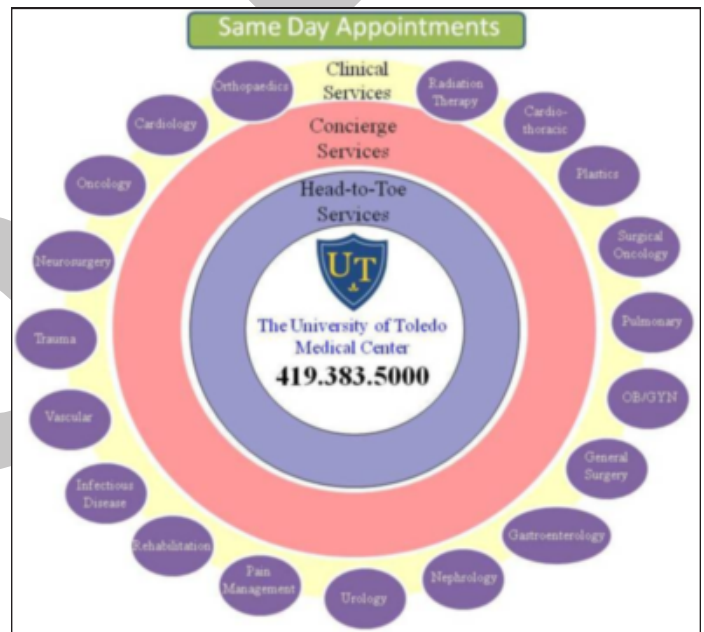 Same Day Appointments
Clinical
Services
Concierge
Services
Head-to-Toe
Services
UT
The University of Toledo
Medical Center
419.383.5000
Orthopaedics
Radiation
Therapy
Cardio-
thoracic
Plastics
Surgical
Oncology
Pulmonary
OB/GYN
General
Surgery
Gastroenterology
Nephrology
Urology
Pain
Management
Rehabilitation
Infectious
Disease
Vascular
Trauma
Neurosurgery
Oncology
Cardiology